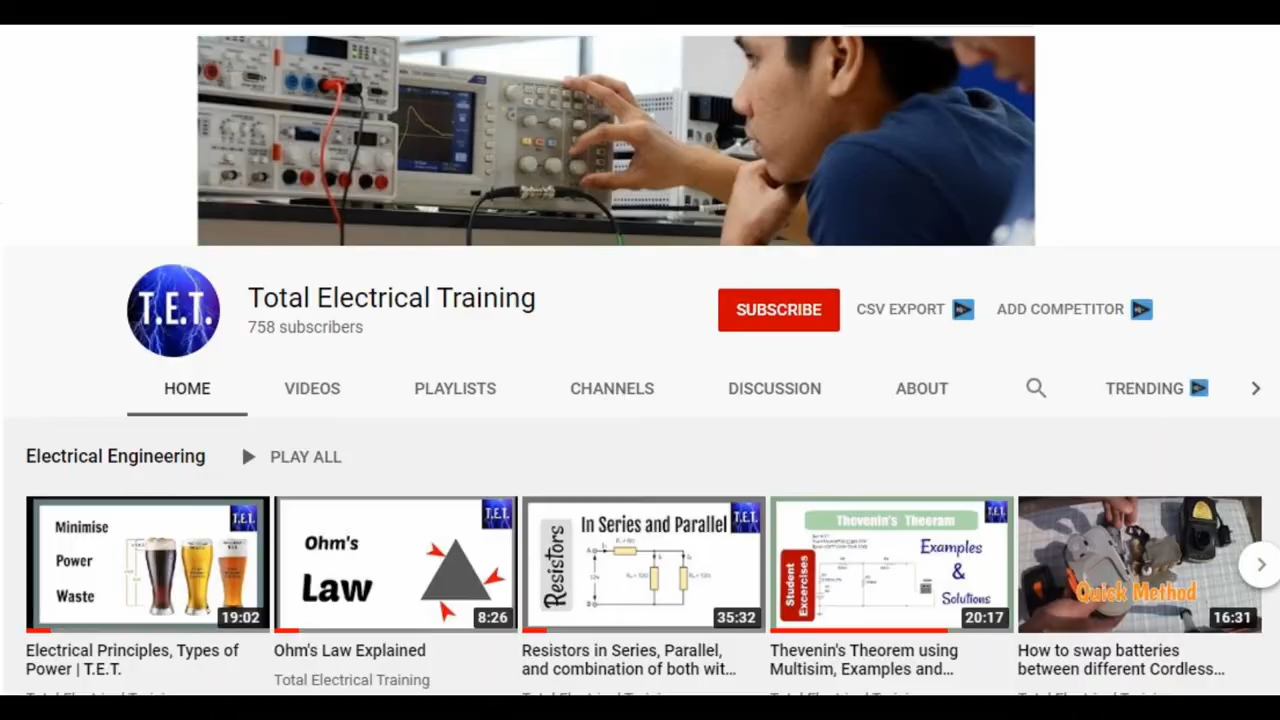 T.E.T.
Total Electrical Training
758 subscribers
SUBSCRIBE
CSV EXPORT
ADD COMPETITOR
HOME
VIDEOS
PLAYLISTS
CHANNELS
DISCUSSION
ABOUT
TRENDING
Electrical Engineering
PLAY ALL
Minimise
Power
Waste
T.E.T.
19:02
Ohm's
Law
T.E.T.
8:26
Resistors
In Series and Parallel
T.E.T.
35:32
Thevenin's Theoram
T.E.T.
Student
Excercises
Examples
&
Solutions
20:17
Quick Method
16:31
Electrical Principles, Types of
Power | T.E.T.
Ohm's Law Explained
Total Electrical Training
Resistors in Series, Parallel,
and combination of both wit...
Thevenin's Theorem using
Multisim, Examples and...
How to swap batteries
between different Cordless...